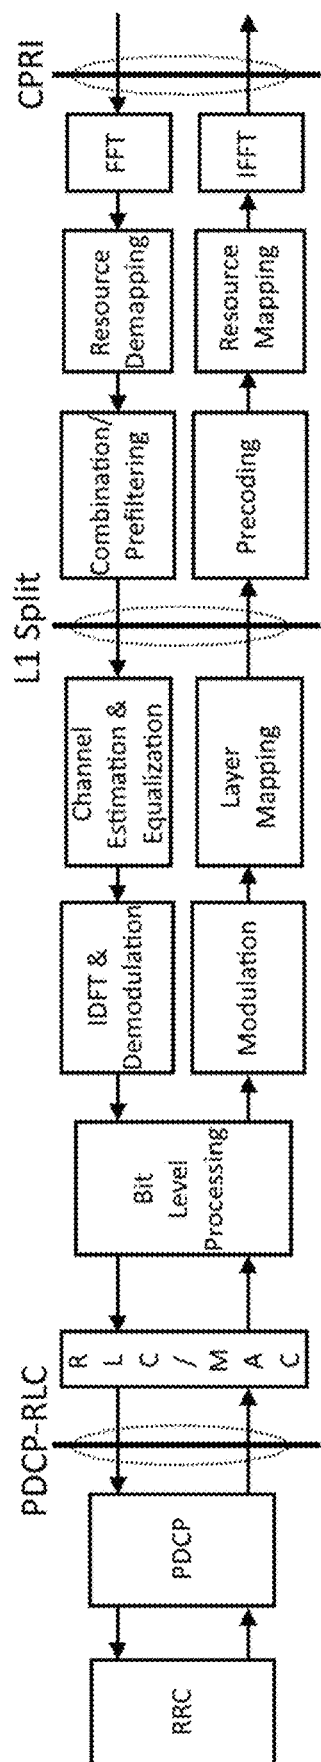 CPRI
FFT
IFFT
Resource
Demapping
Resource
Mapping
Combination/
Prefiltering
Precoding
L1 Split
Channel
Estimation &
Equalization
Layer
Mapping
IDFT &
Demodulation
Modulation
Bit
Level
Processing
R
L
C
/
M
A
C
PDCP-RLC
PDCP
RRC